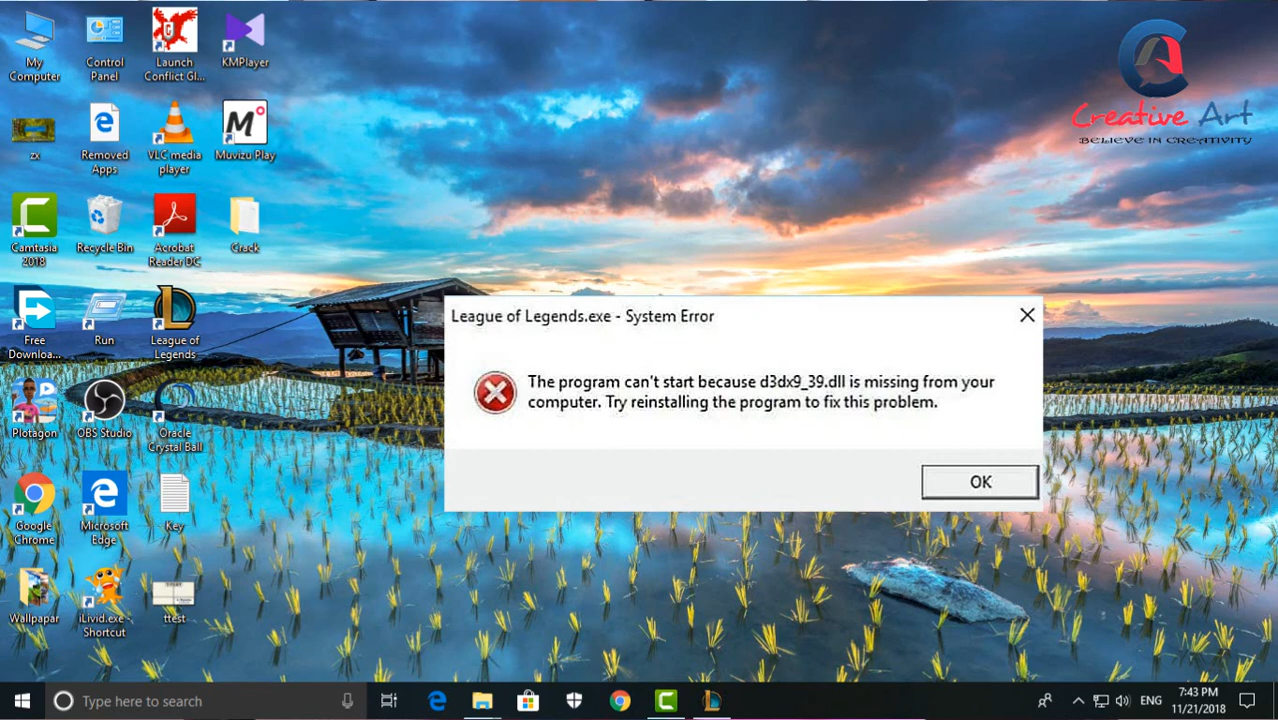 My
Computer
Control
Panel
Launch
Conflict Gl...
KMPlayer
zx
Removed
Apps
VLC media
player
M
Muvizu Play
Camtasia
2018
Recycle Bin
Acrobat
Reader DC
Crack
Free
Downloa...
Run
League of
Legends
Plotagon
OBS Studio
Oracle
Crystal Ball
Google
Chrome
Microsoft
Edge
Key
Wallpapar
iLivid.exe -
Shortcut
ttest
Creative Art
BELIEVE IN CREATIVITY
League of Legends.exe - System Error
The program can't start because d3dx9_39.dll is missing from your
computer. Try reinstalling the program to fix this problem.
OK
Type here to search
ENG
7:43 PM
11/21/2018